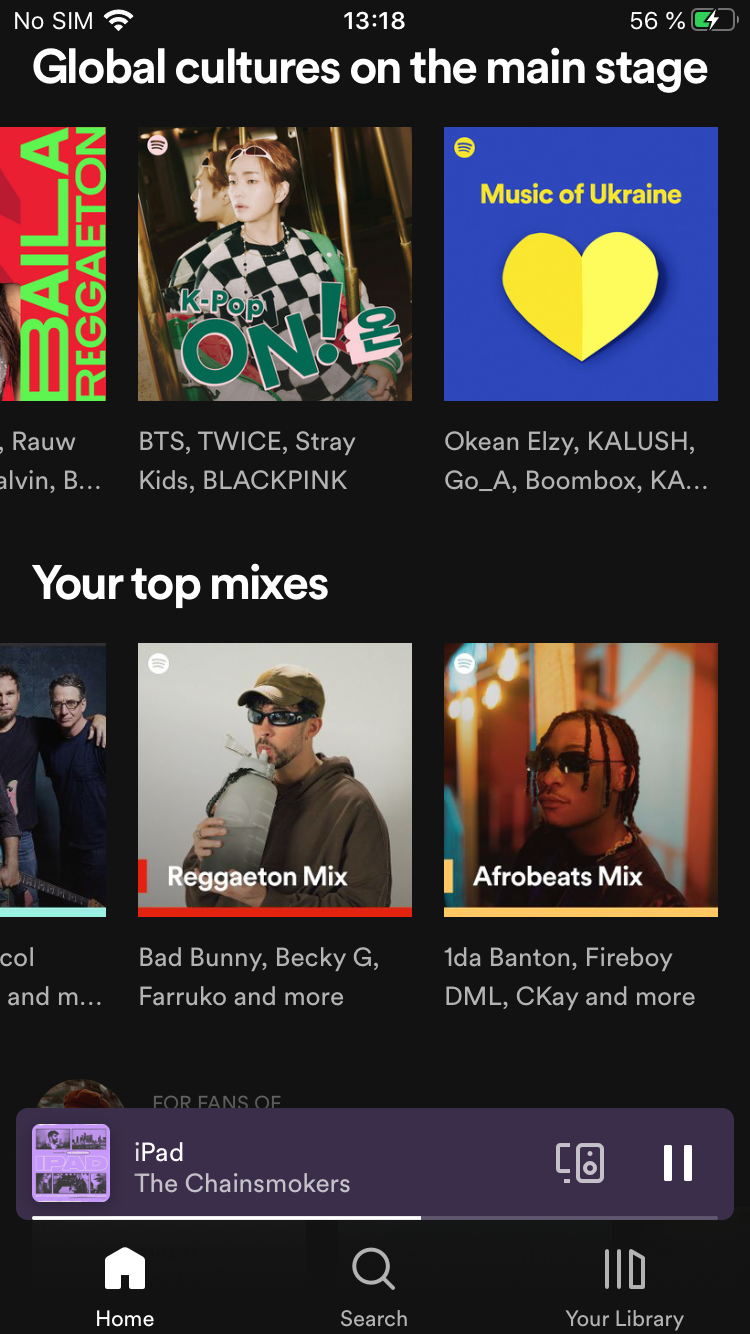 No SIM 13:18 56 %
Global cultures on the main stage
BAILA
REGGAETON
K-Pop
ON!
온
Music of Ukraine
, Rauw
alvin, B...
BTS, TWICE, Stray
Kids, BLACKPINK
Okean Elzy, KALUSH,
Go_A, Boombox, KA...
Your top mixes
Reggaeton Mix
Afrobeats Mix
col
and m...
Bad Bunny, Becky G,
Farruko and more
1da Banton, Fireboy
DML, CKay and more
FOR FANS OF
IPAD
iPad
The Chainsmokers
Home
Search
Your Library